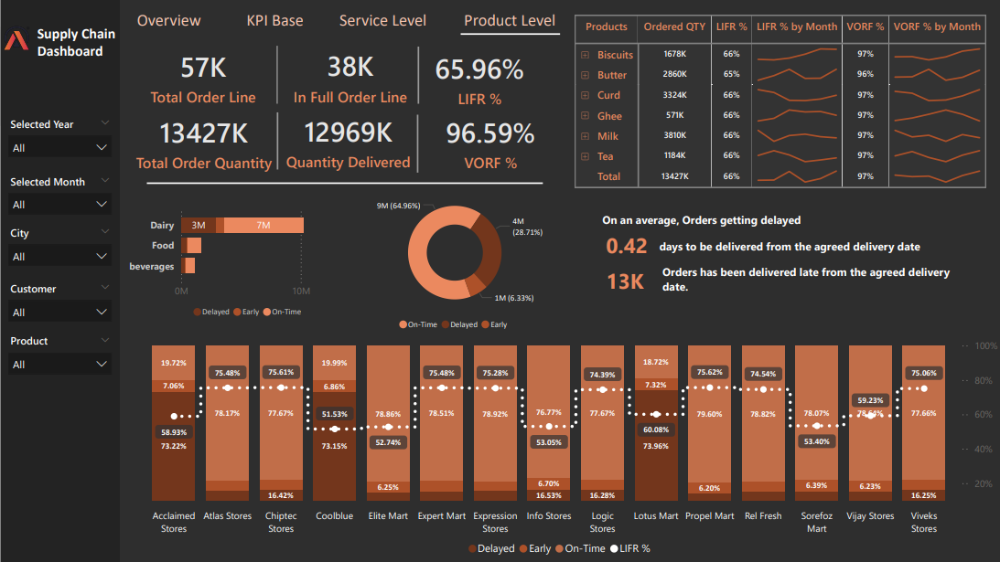 Supply Chain
Dashboard
Overview
KPI Base
Service Level
Product Level
57K
Total Order Line
38K
In Full Order Line
65.96%
LIFR %
13427K
Total Order Quantity
12969K
Quantity Delivered
96.59%
VORF %
Products Ordered QTY LIFR % LIFR % by Month VORF % VORF % by Month
Biscuits 1678K 66% 97%
Butter 2860K 65% 96%
Curd 3324K 66% 97%
Ghee 571K 66% 97%
Milk 3810K 66% 97%
Tea 1184K 66% 97%
Total 13427K 66% 97%
Selected Year
All
Selected Month
All
City
All
Customer
All
Product
All
Dairy 3M 7M
Food
beverages
0M 10M
Delayed Early On-Time
9M (64.96%)
4M
(28.71%)
1M (6.33%)
On-Time Delayed Early
On an average, Orders getting delayed
0.42 days to be delivered from the agreed delivery date
13K Orders has been delivered late from the agreed delivery
date.
100%
80%
60%
40%
20%
19.72%
7.06%
58.93%
73.22%
75.48%
78.17%
75.61%
77.67%
16.42%
19.99%
6.86%
51.53%
73.15%
78.86%
52.74%
6.25%
75.48%
78.51%
75.28%
78.92%
76.77%
53.05%
6.70%
16.53%
74.39%
77.67%
16.28%
18.72%
7.32%
60.08%
73.96%
75.62%
79.60%
6.20%
74.54%
78.82%
78.07%
53.40%
6.39%
59.23%
78.64%
6.23%
75.06%
77.66%
16.25%
Acclaimed
Stores
Atlas Stores
Chiptec
Stores
Coolblue
Elite Mart
Expert Mart
Expression
Stores
Info Stores
Logic
Stores
Lotus Mart
Propel Mart
Rel Fresh
Sorefoz
Mart
Vijay Stores
Viveks
Stores
Delayed Early On-Time LIFR %